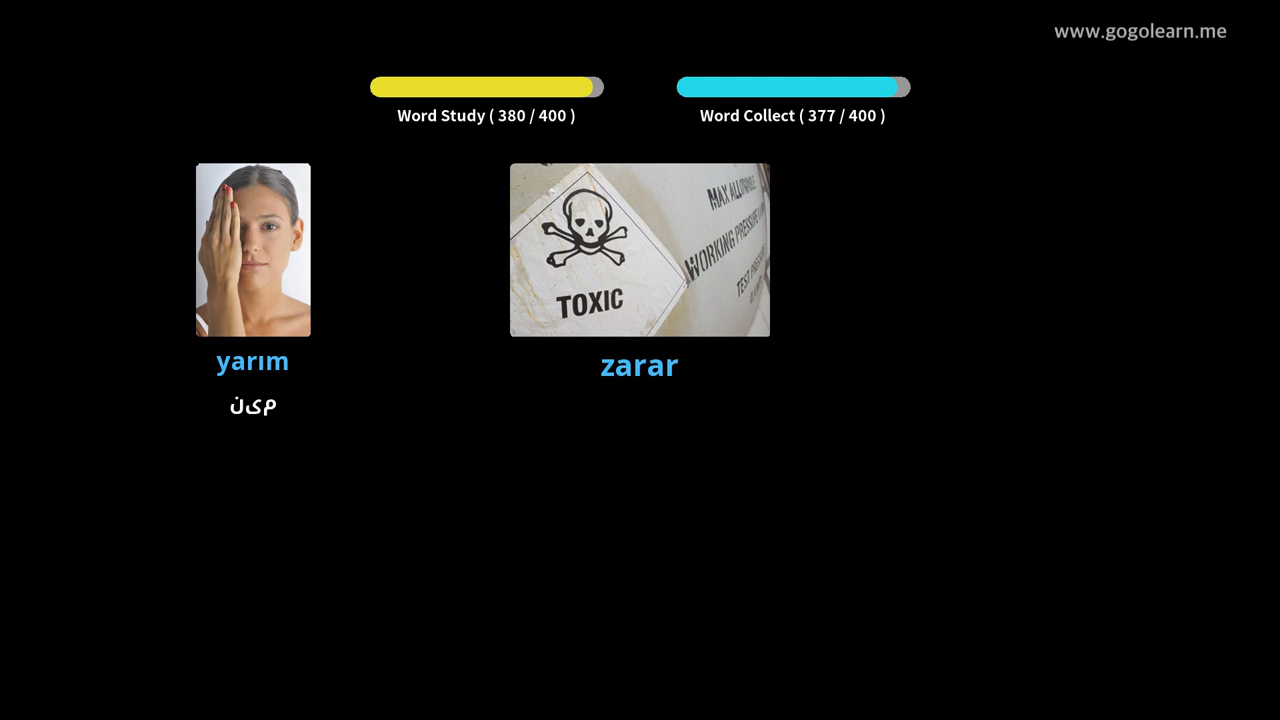 www.gogolearn.me
Word Study ( 380 / 400 )
Word Collect ( 377 / 400 )
TOXIC
MAX ALLOWABLE
WORKING PRESSURE
yarım
نیم
zarar